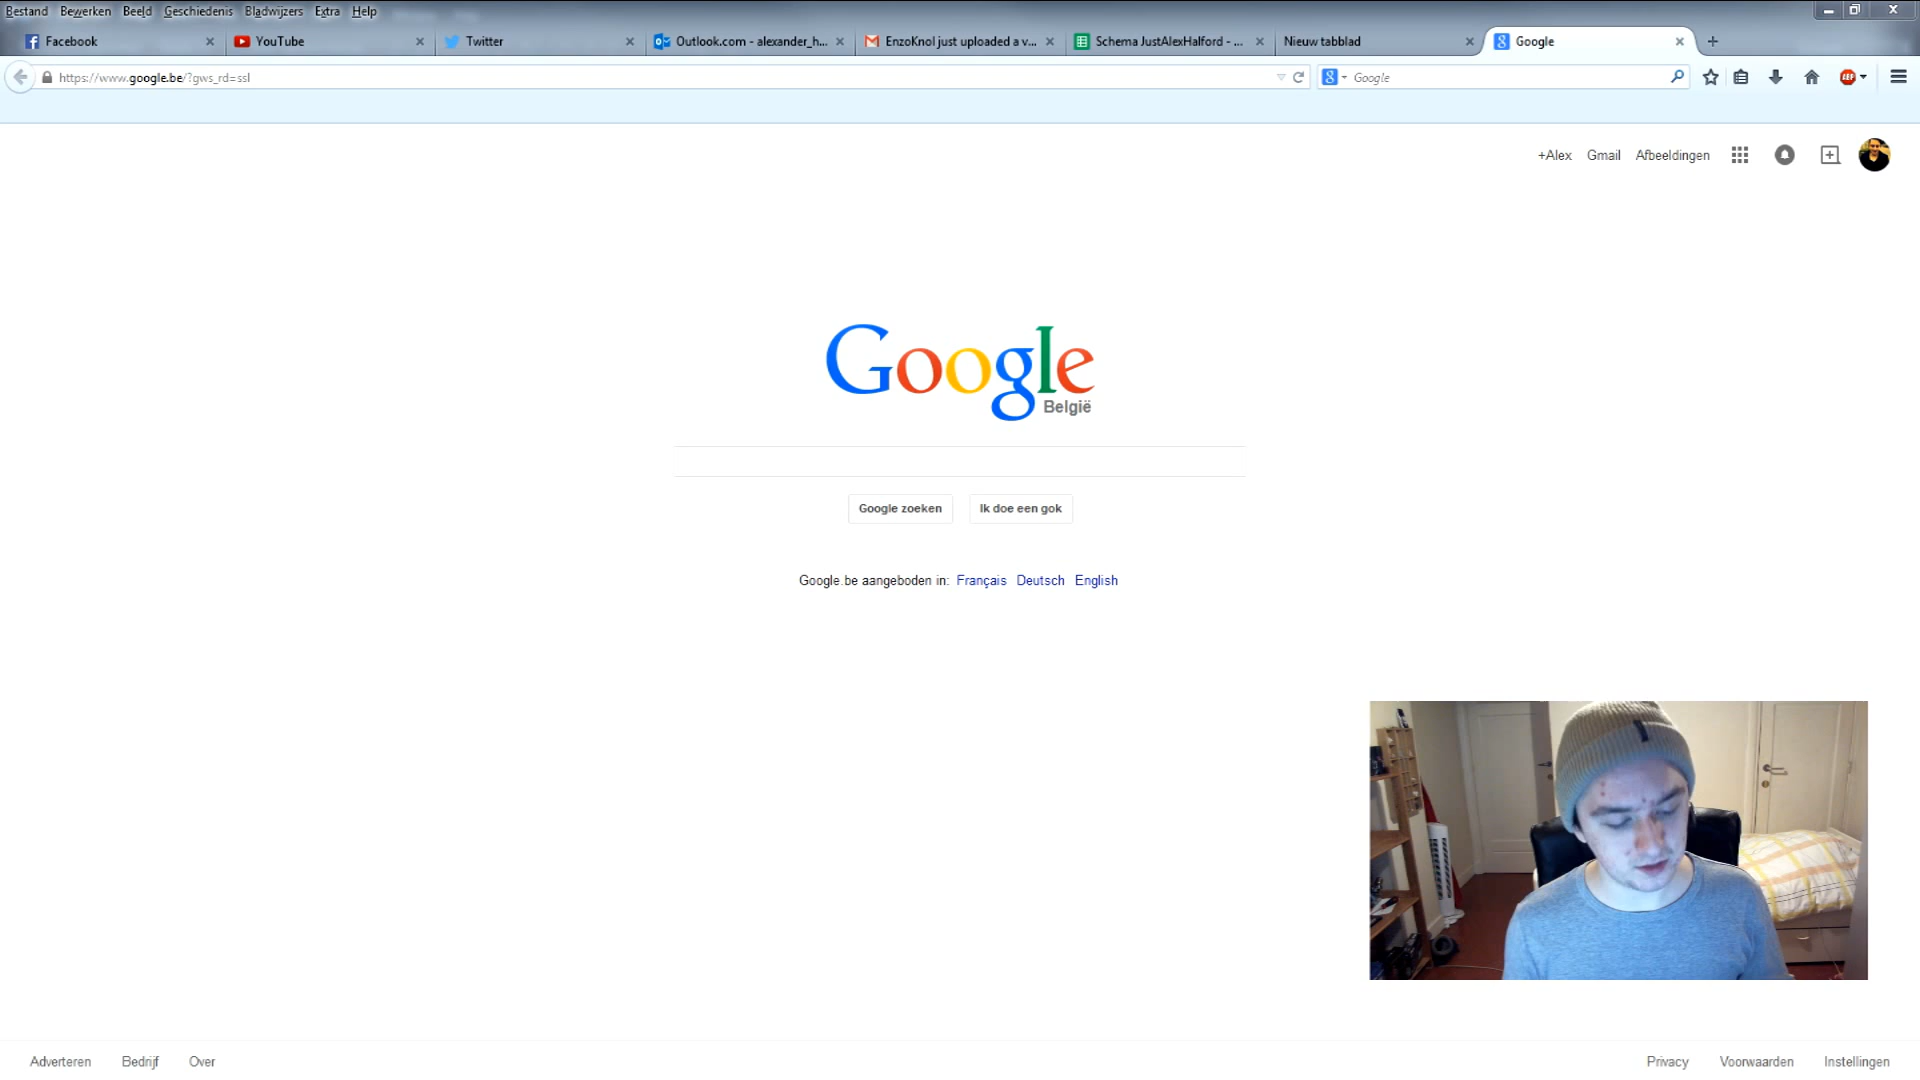 Bestand Bewerken Beeld Geschiedenis Bladwijzers Extra Help
Facebook YouTube Twitter Outlook.com - alexander_h... EnzoKnol just uploaded a v... Schema JustAlexHalford - ... Nieuw tabblad Google
https://www.google.be/?gws_rd=ssl Google
+Alex Gmail Afbeeldingen
Google
België
Google zoeken Ik doe een gok
Google.be aangeboden in: Français Deutsch English
Adverteren Bedrijf Over Privacy Voorwaarden Instellingen